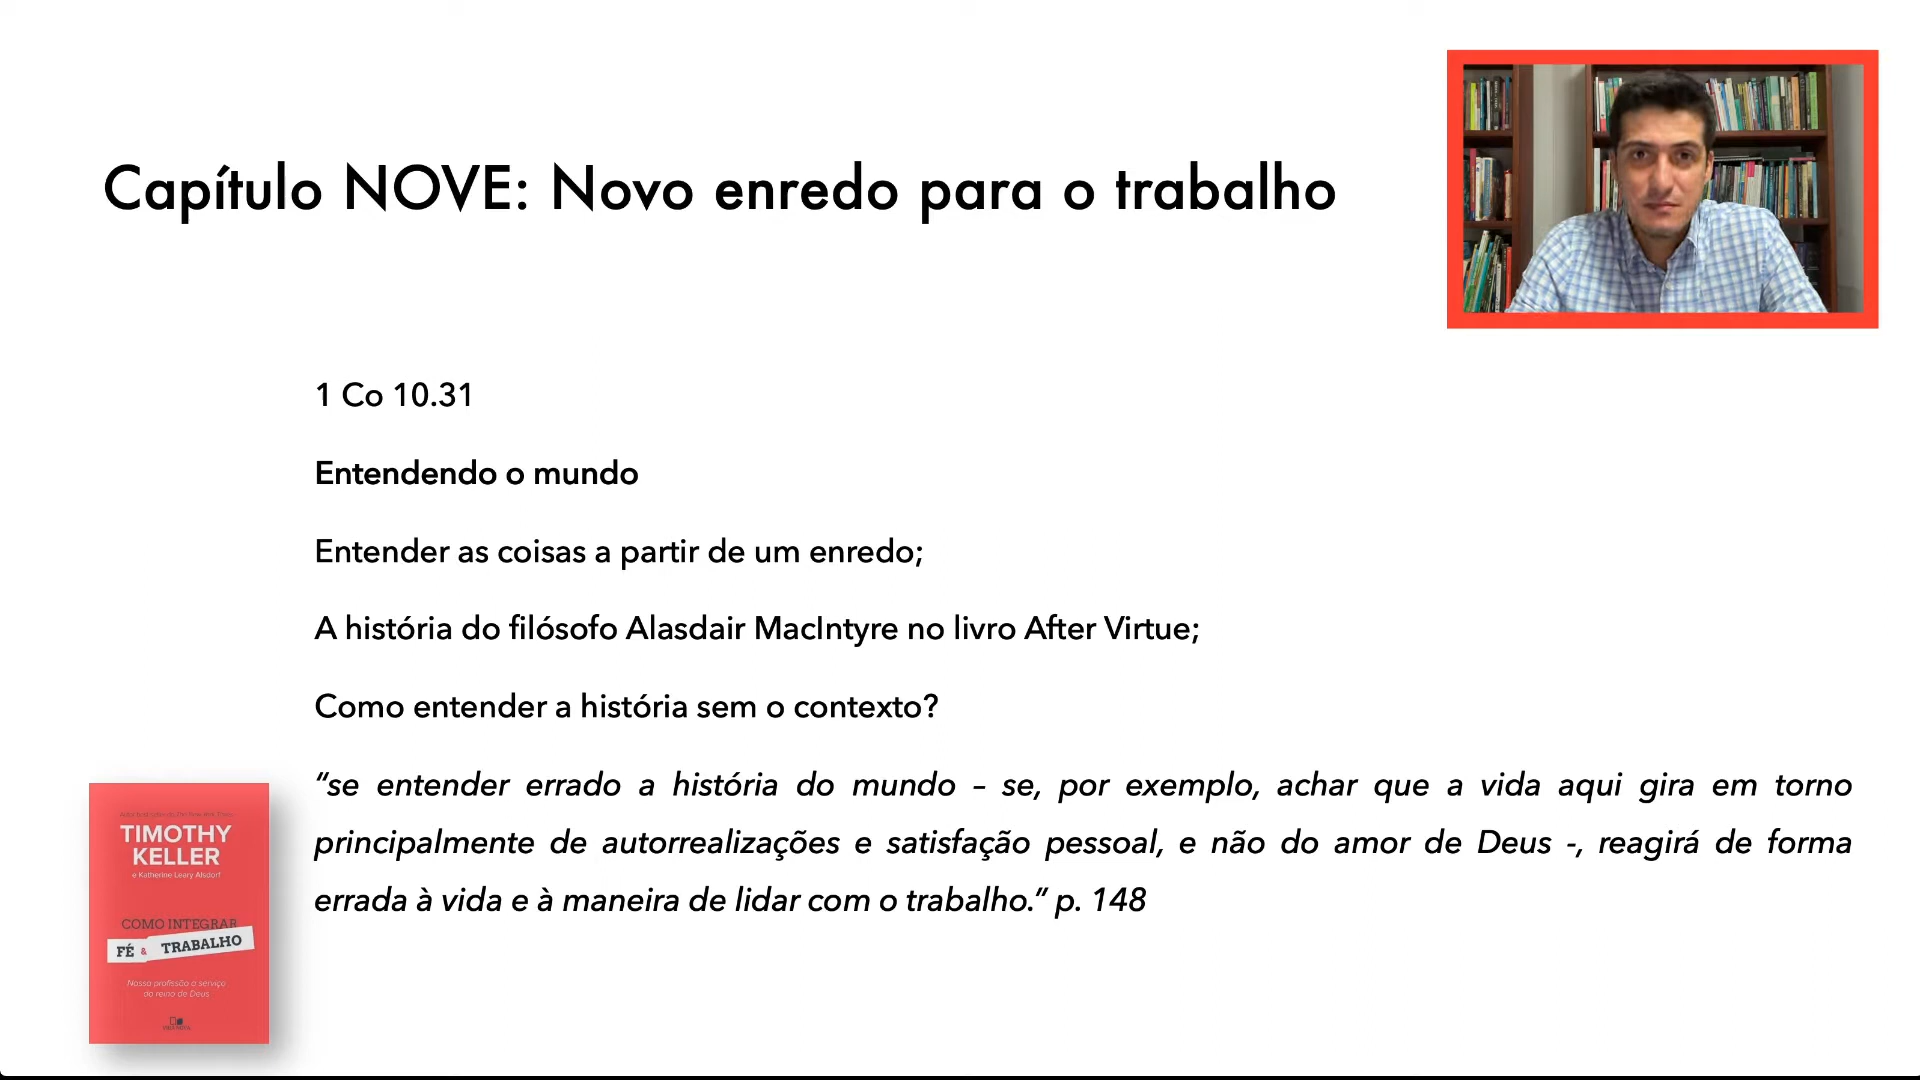 Capítulo NOVE: Novo enredo para o trabalho
1 Co 10.31
Entendendo o mundo
Entender as coisas a partir de um enredo;
A história do filósofo Alasdair MacIntyre no livro After Virtue;
Como entender a história sem o contexto?
“se entender errado a história do mundo – se, por exemplo, achar que a vida aqui gira em torno
principalmente de autorrealizações e satisfação pessoal, e não do amor de Deus -, reagirá de forma
errada à vida e à maneira de lidar com o trabalho.” p. 148
TIMOTHY
KELLER
e Katherine Leary Alsdorf
COMO INTEGRAR
FÉ & TRABALHO
Nossa profissão a serviço
do reino de Deus